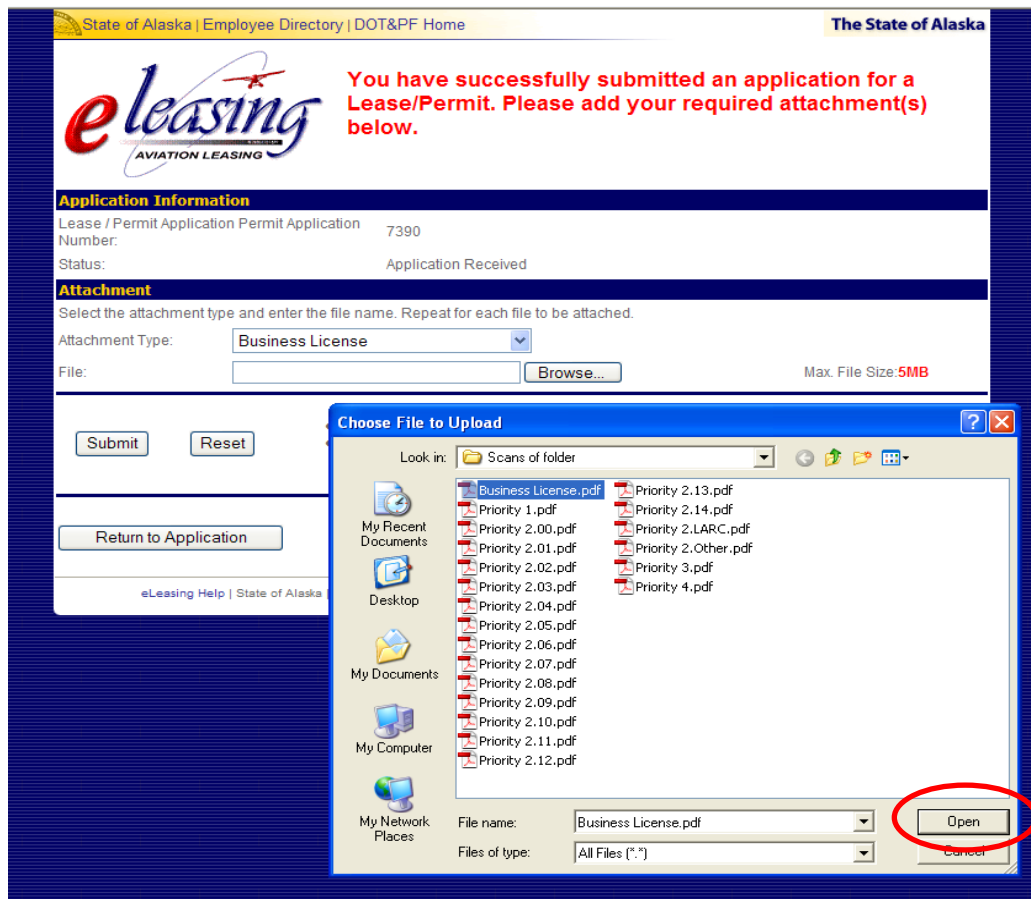 State of Alaska | Employee Directory | DOT&PF Home
The State of Alaska
eleasing
AVIATION LEASING
You have successfully submitted an application for a
Lease/Permit. Please add your required attachment(s)
below.
Application Information
Lease / Permit Application Permit Application
Number:
7390
Status:
Application Received
Attachment
Select the attachment type and enter the file name. Repeat for each file to be attached.
Attachment Type:
Business License
File:
Browse...
Max. File Size:5MB
Submit
Reset
Return to Application
eLeasing Help | State of Alaska |
Choose File to Upload
Look in:
Scans of folder
My Recent
Documents
Desktop
My Documents
My Computer
My Network
Places
Business License.pdf
Priority 1.pdf
Priority 2.00.pdf
Priority 2.01.pdf
Priority 2.02.pdf
Priority 2.03.pdf
Priority 2.04.pdf
Priority 2.05.pdf
Priority 2.06.pdf
Priority 2.07.pdf
Priority 2.08.pdf
Priority 2.09.pdf
Priority 2.10.pdf
Priority 2.11.pdf
Priority 2.12.pdf
Priority 2.13.pdf
Priority 2.14.pdf
Priority 2.LARC.pdf
Priority 2.Other.pdf
Priority 3.pdf
Priority 4.pdf
File name:
Business License.pdf
Open
Files of type:
All Files (*.*)
Cancel